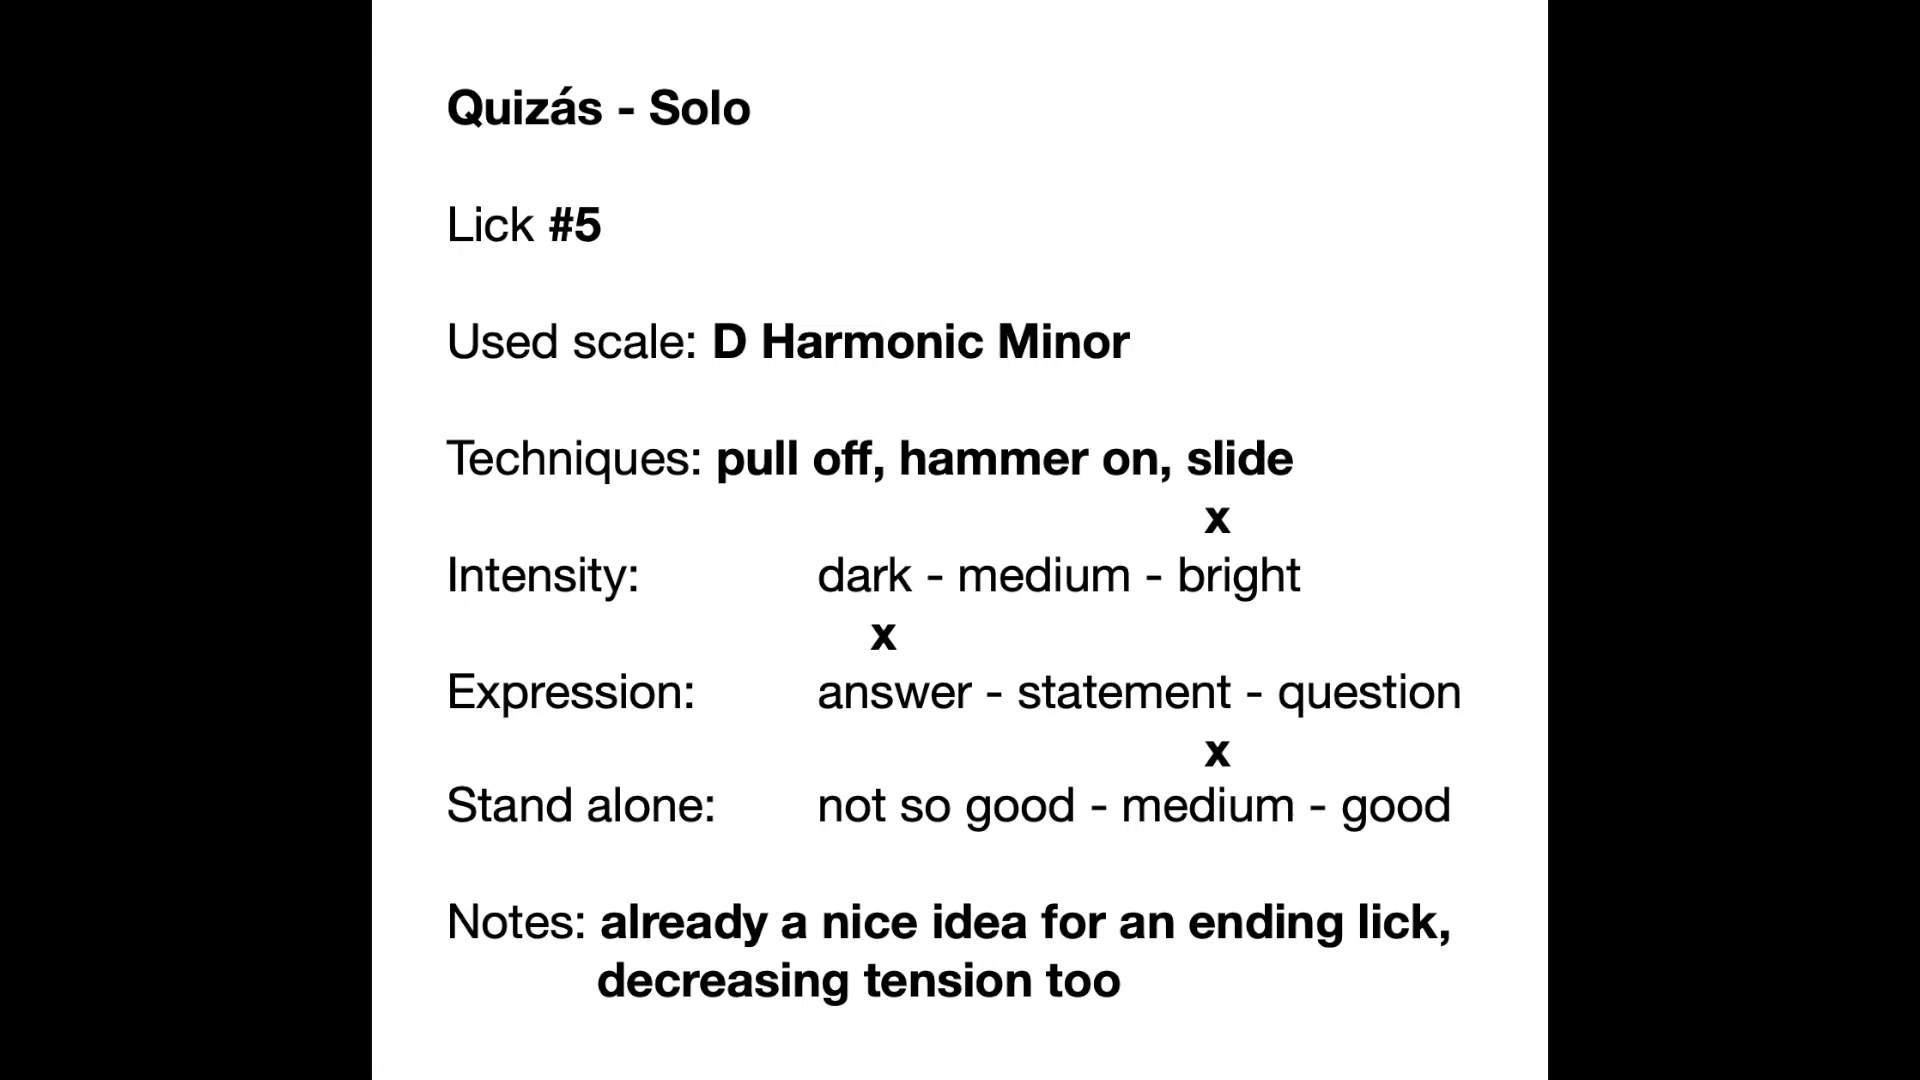 Quizás - Solo
Lick #5
Used scale: D Harmonic Minor
Techniques: pull off, hammer on, slide
x
Intensity: dark - medium - bright
x
Expression: answer - statement - question
x
Stand alone: not so good - medium - good
Notes: already a nice idea for an ending lick,
decreasing tension too